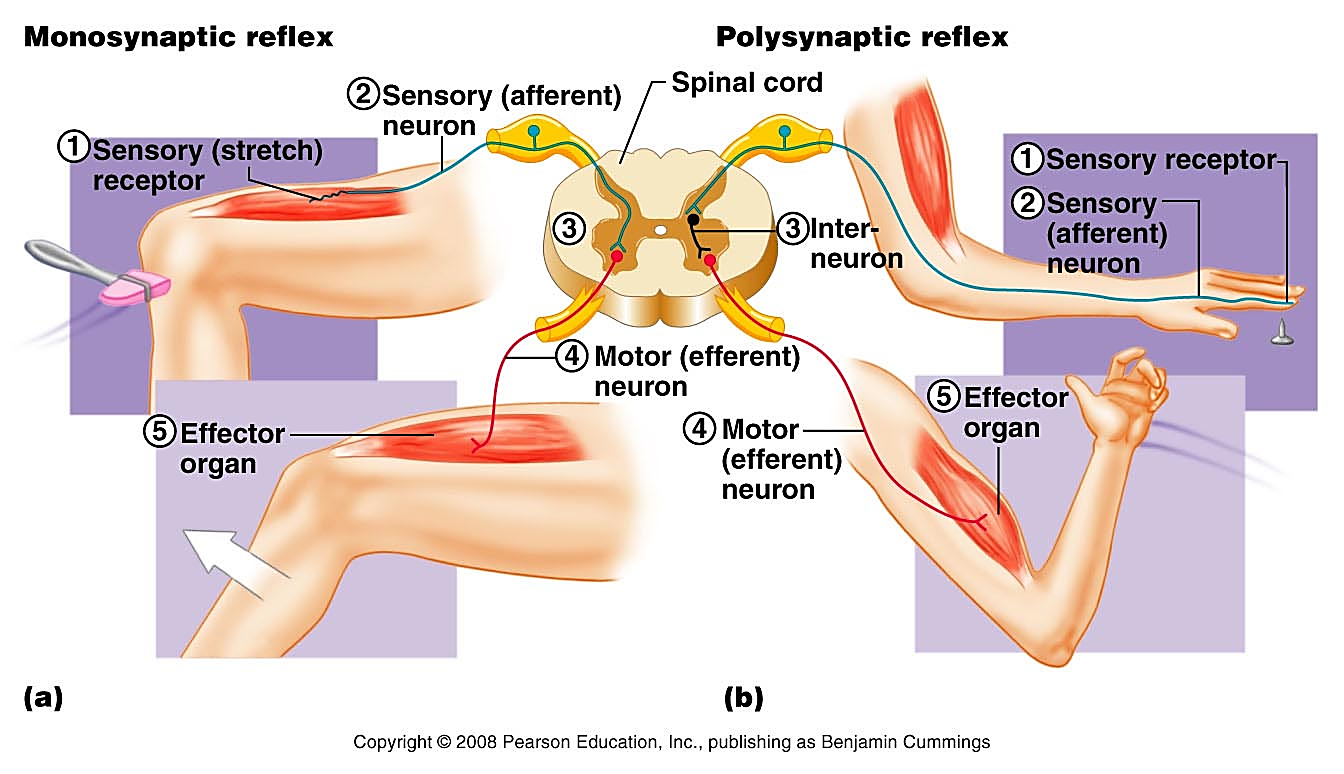 Monosynaptic reflex
Polysynaptic reflex
Spinal cord
② Sensory (afferent)
neuron
① Sensory (stretch)
receptor
③
④ Motor (efferent)
neuron
⑤ Effector
organ
① Sensory receptor
② Sensory
(afferent)
neuron
③ Inter-
neuron
④ Motor
(efferent)
neuron
⑤ Effector
organ
(a)
(b)
Copyright © 2008 Pearson Education, Inc., publishing as Benjamin Cummings